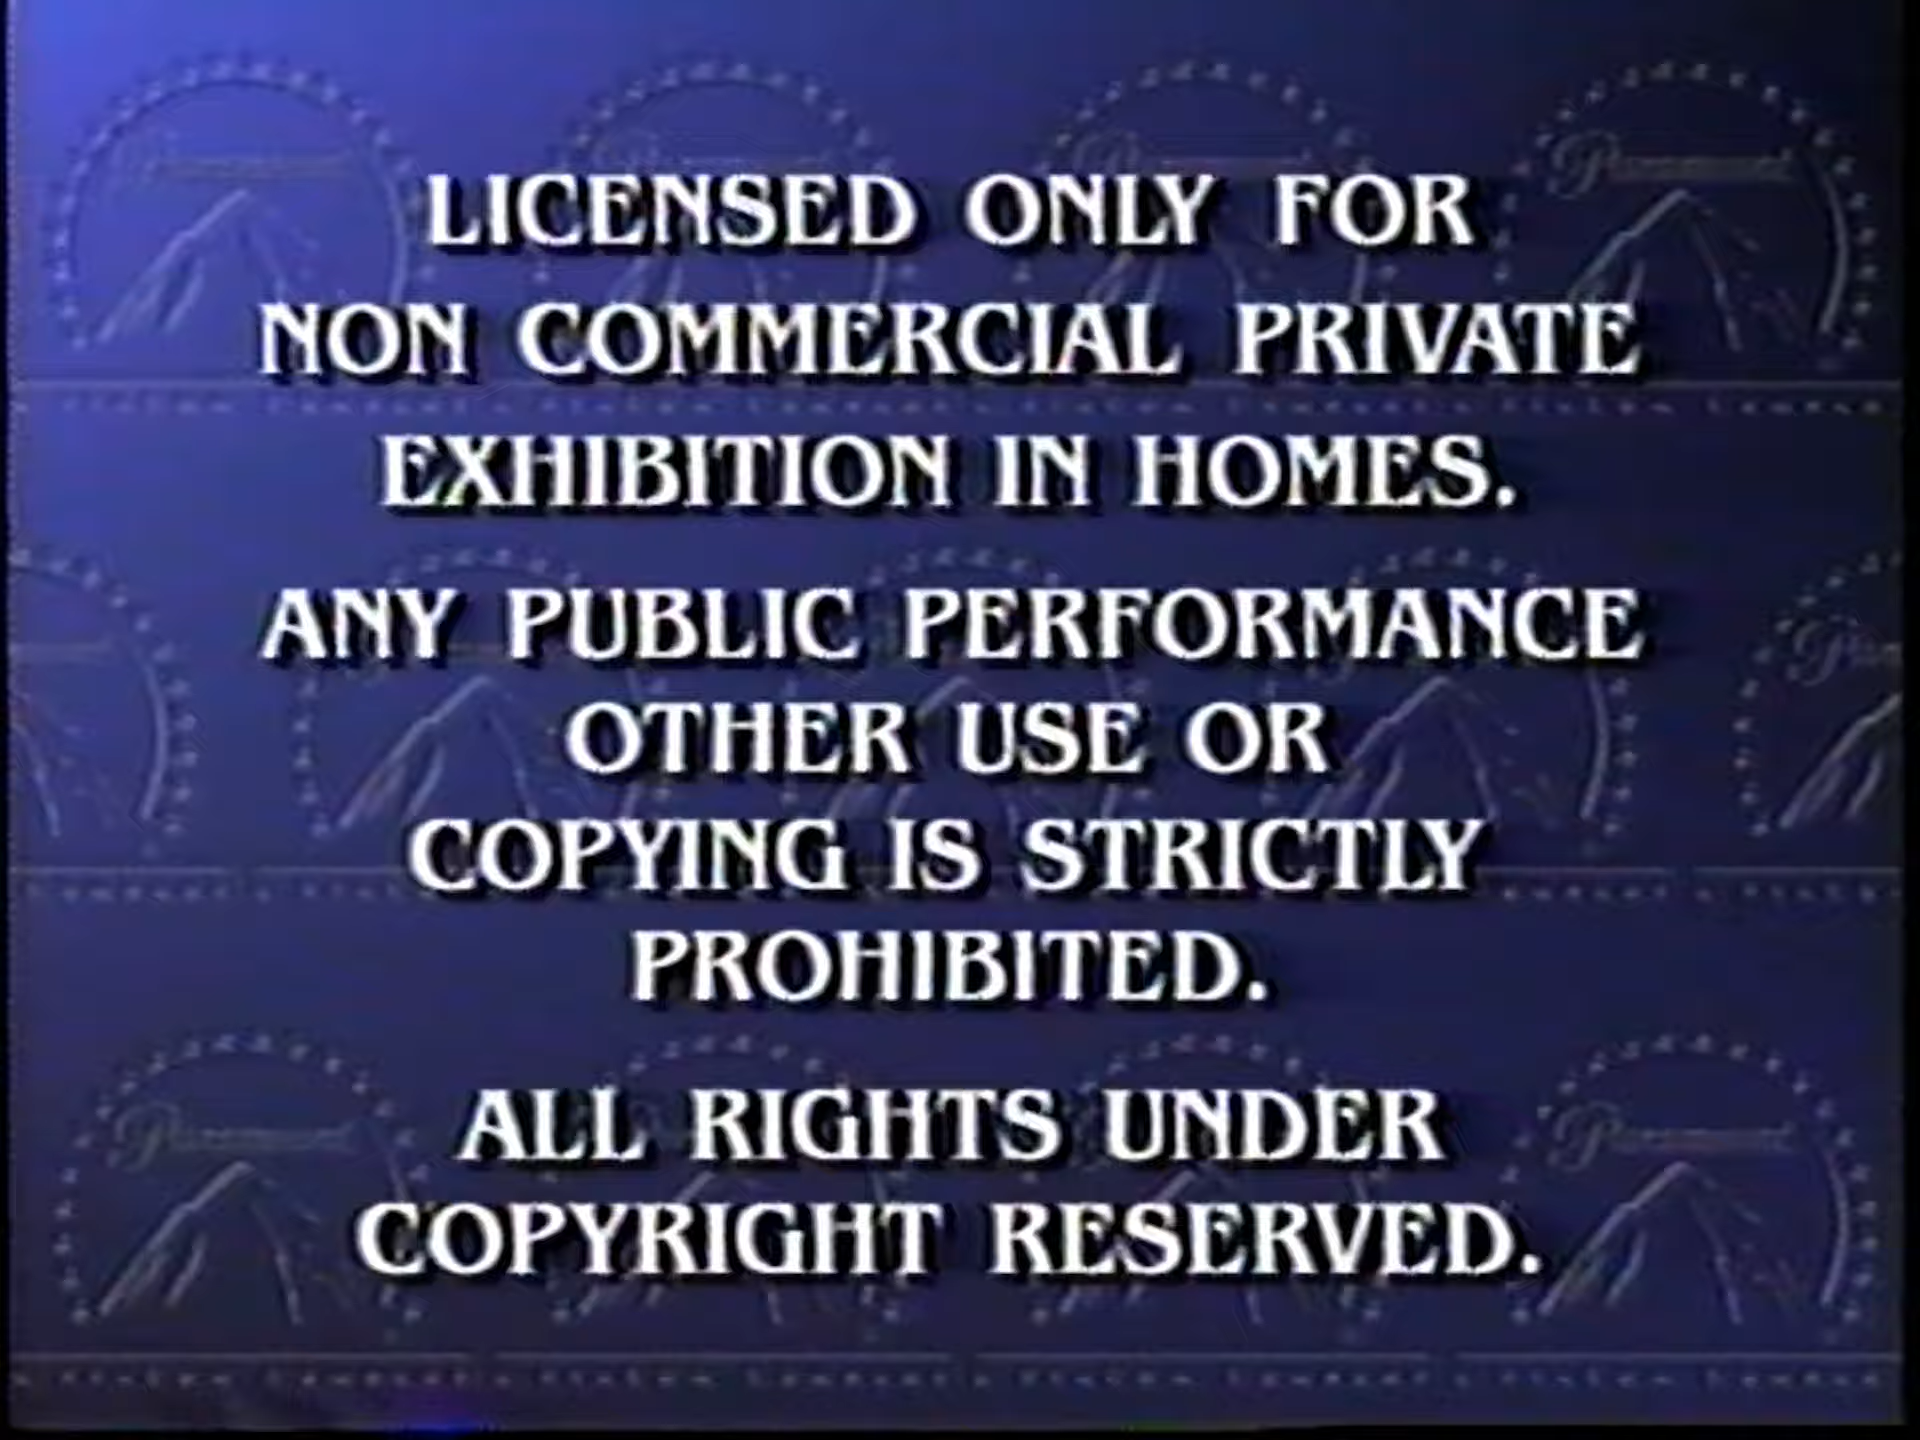 LICENSED ONLY FOR
NON COMMERCIAL PRIVATE
EXHIBITION IN HOMES.
ANY PUBLIC PERFORMANCE
OTHER USE OR
COPYING IS STRICTLY
PROHIBITED.
ALL RIGHTS UNDER
COPYRIGHT RESERVED.